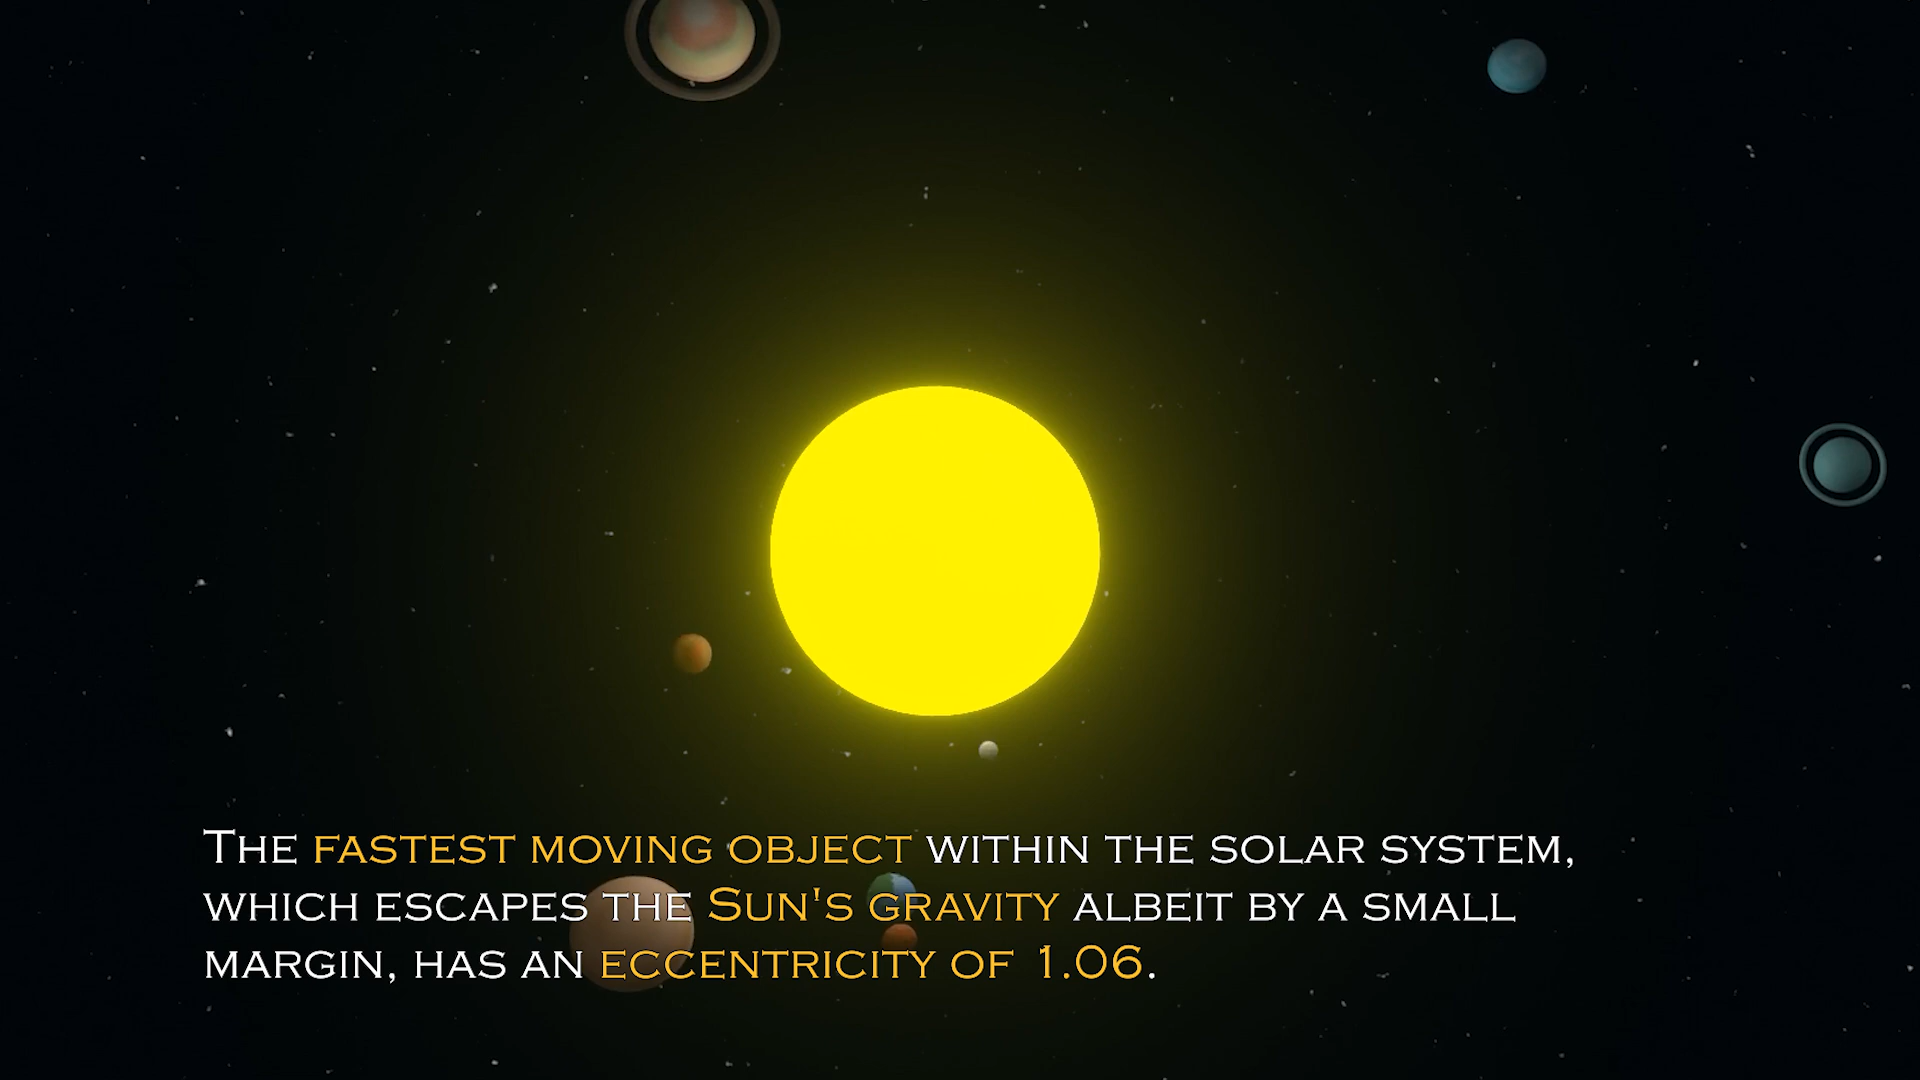 The fastest moving object within the solar system,
which escapes the Sun's gravity albeit by a small
margin, has an eccentricity of 1.06.